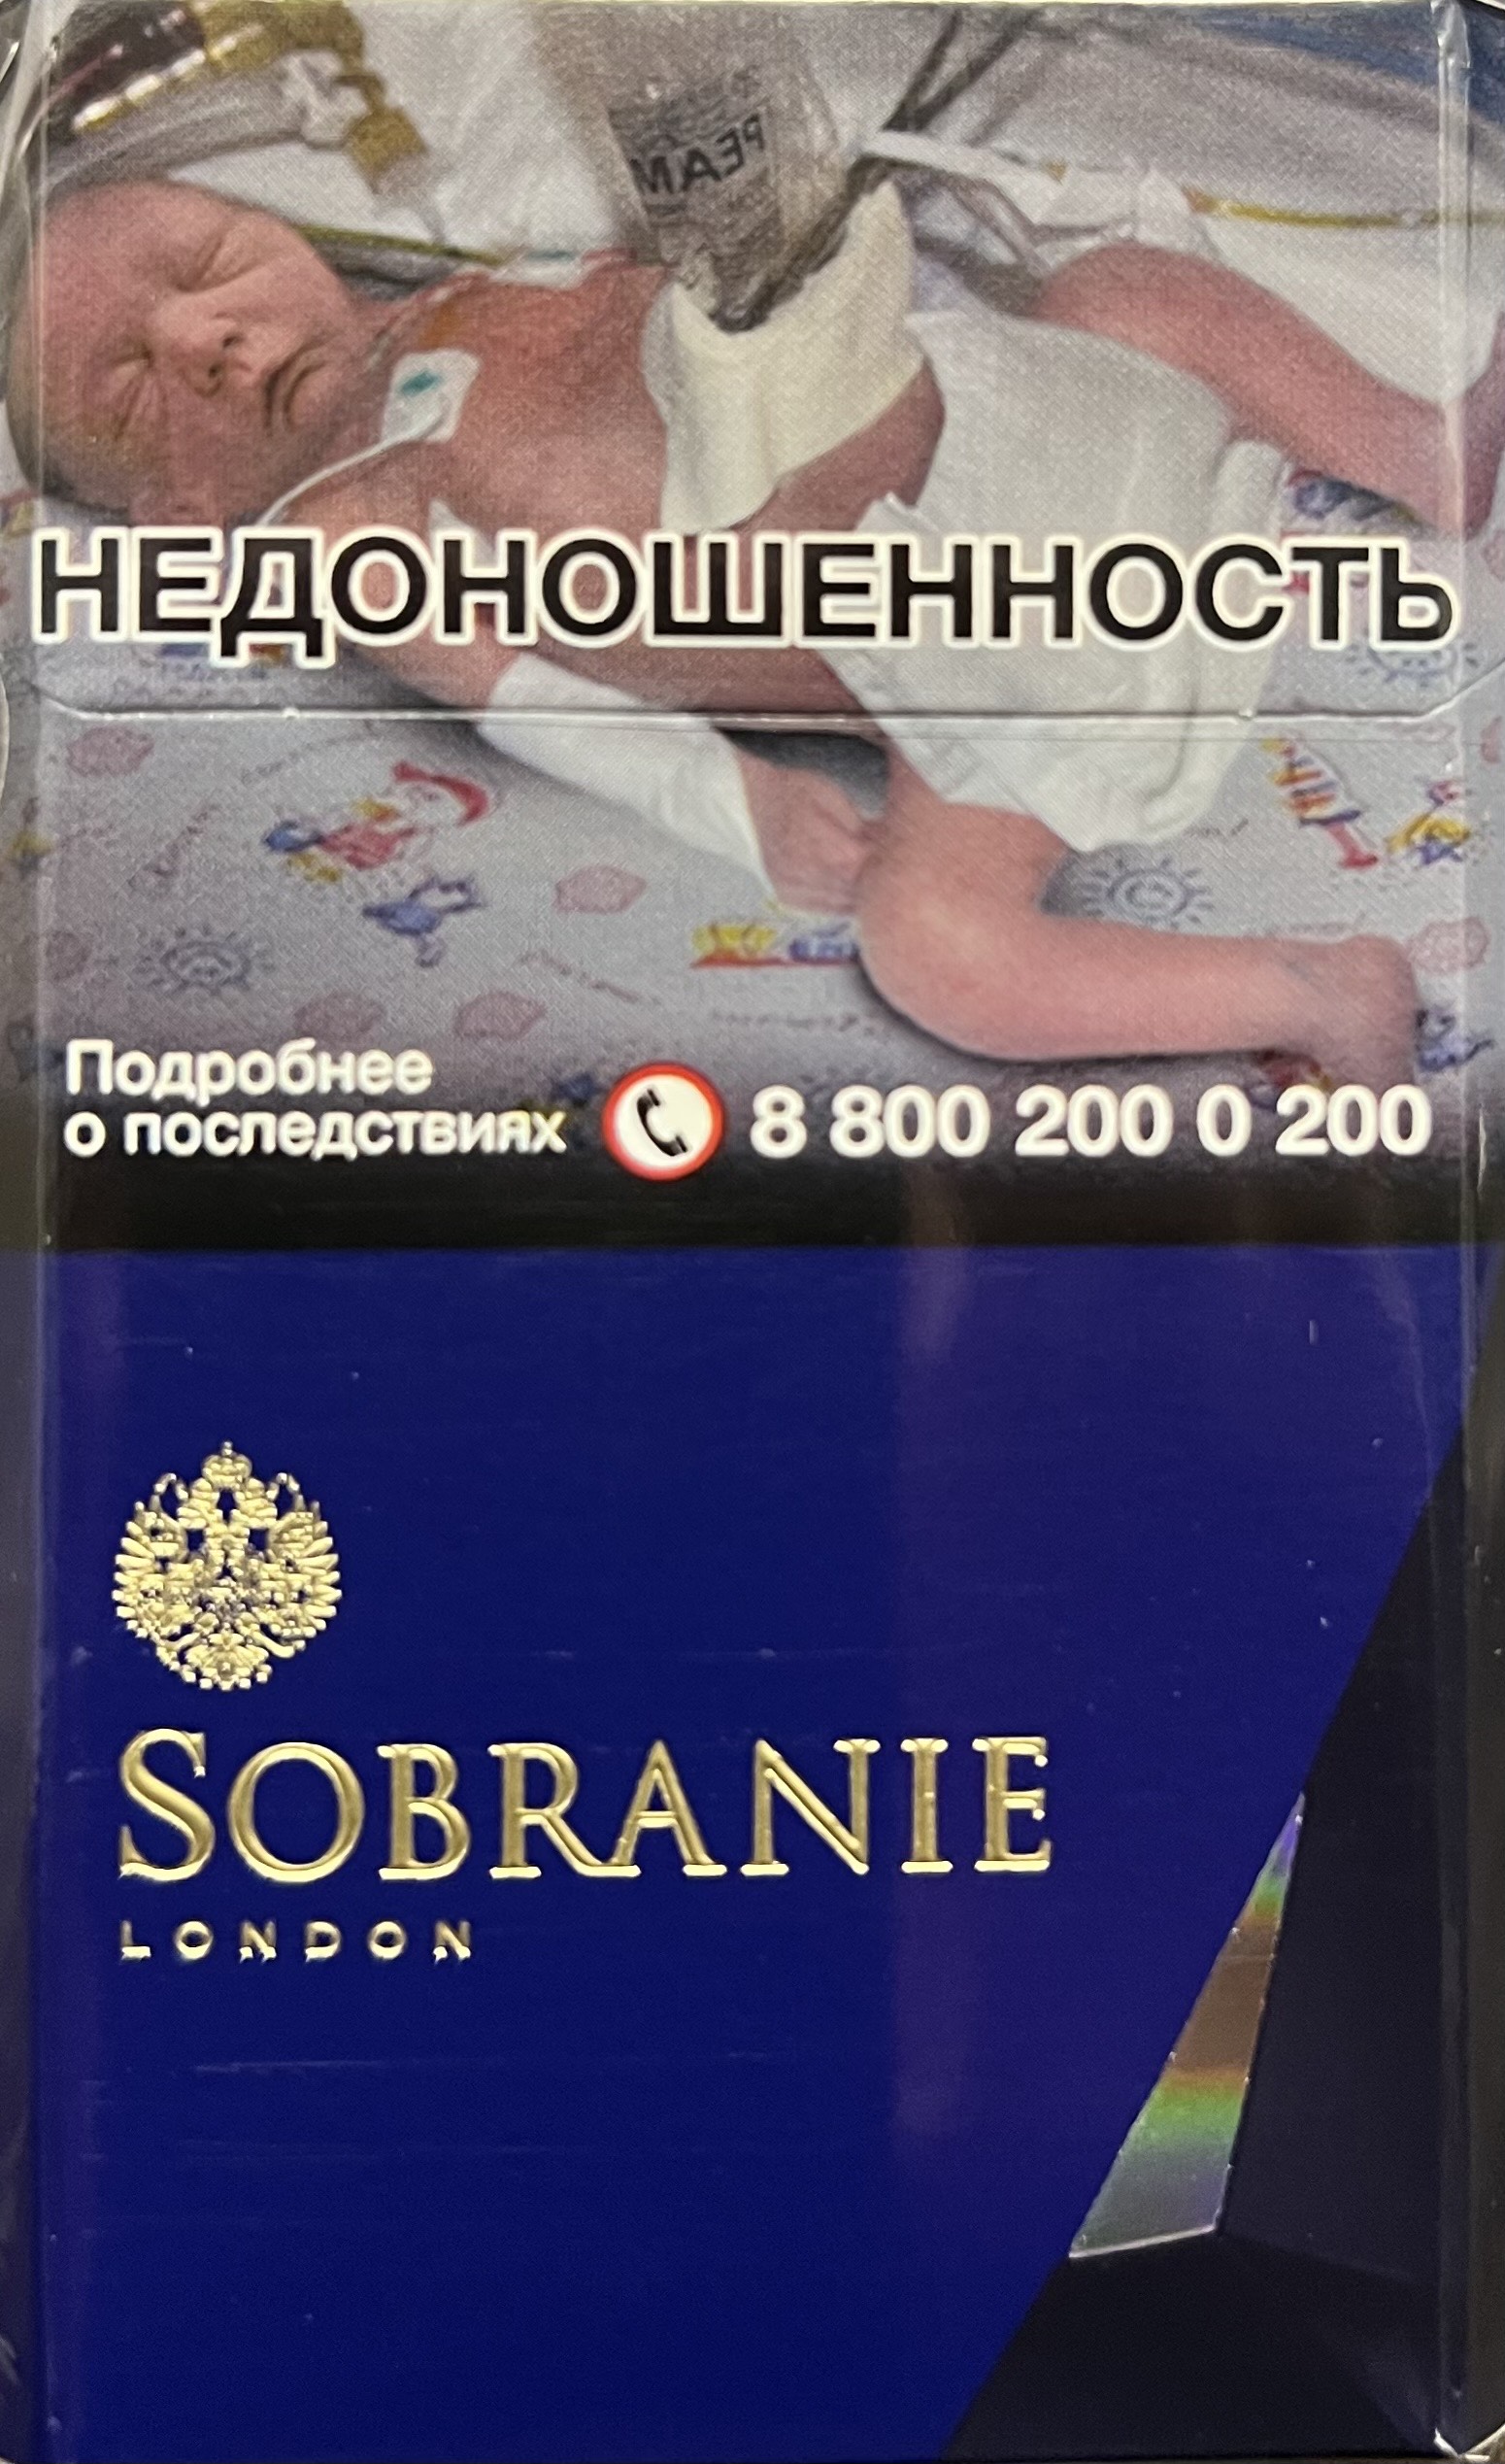 НЕДОНОШЕННОСТЬ
Подробнее
о последствиях 8 800 200 0 200
SOBRANIE
LONDON